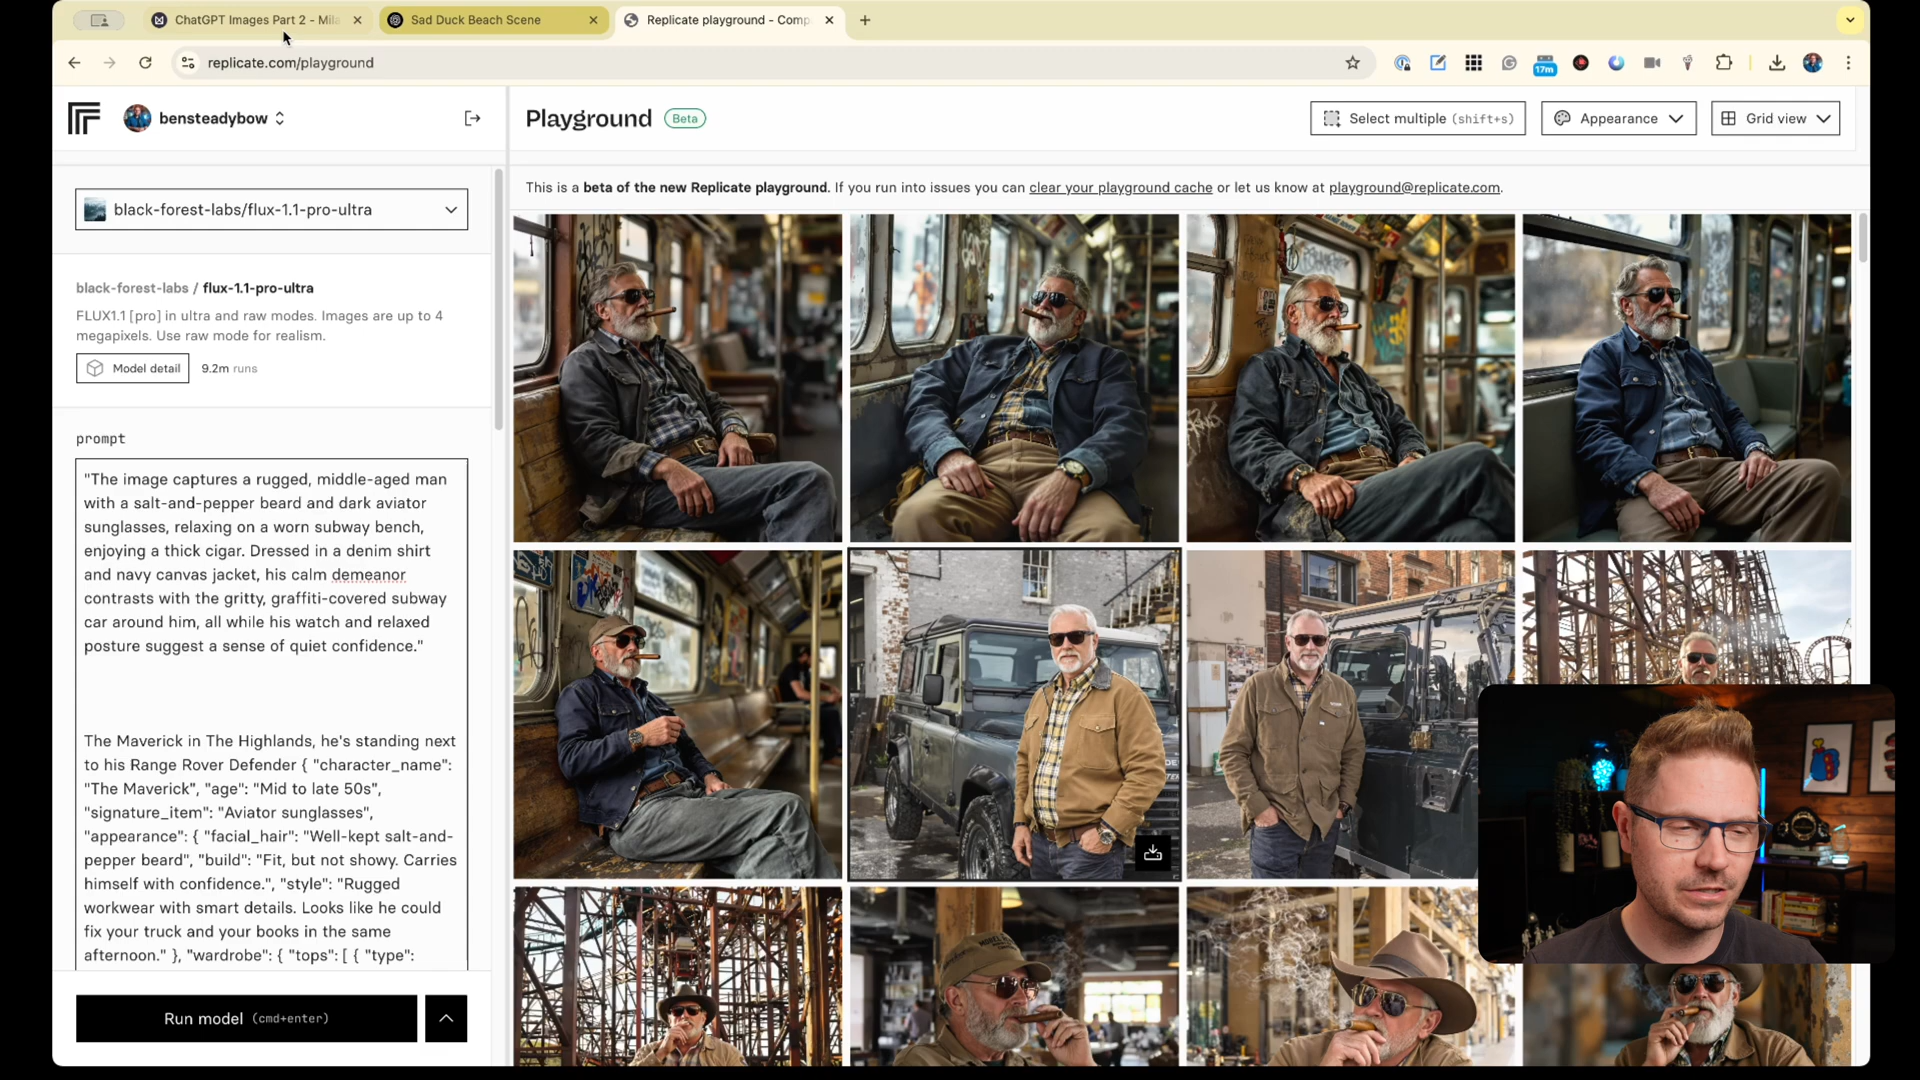 ChatGPT Images Part 2 - Mila
Sad Duck Beach Scene
Replicate playground - Comp
replicate.com/playground
17m
bensteadybow
Playground
Beta
Select multiple (shift+s)
Appearance
Grid view
This is a beta of the new Replicate playground. If you run into issues you can clear your playground cache or let us know at playground@replicate.com.
black-forest-labs/flux-1.1-pro-ultra
black-forest-labs / flux-1.1-pro-ultra
FLUX1.1 [pro] in ultra and raw modes. Images are up to 4
megapixels. Use raw mode for realism.
Model detail
9.2m runs
prompt
"The image captures a rugged, middle-aged man
with a salt-and-pepper beard and dark aviator
sunglasses, relaxing on a worn subway bench,
enjoying a thick cigar. Dressed in a denim shirt
and navy canvas jacket, his calm demeanor
contrasts with the gritty, graffiti-covered subway
car around him, all while his watch and relaxed
posture suggest a sense of quiet confidence."
The Maverick in The Highlands, he's standing next
to his Range Rover Defender { "character_name":
"The Maverick", "age": "Mid to late 50s",
"signature_item": "Aviator sunglasses",
"appearance": { "facial_hair": "Well-kept salt-and-
pepper beard", "build": "Fit, but not showy. Carries
himself with confidence.", "style": "Rugged
workwear with smart details. Looks like he could
fix your truck and your books in the same
afternoon." }, "wardrobe": { "tops": [ { "type":
Run model (cmd+enter)